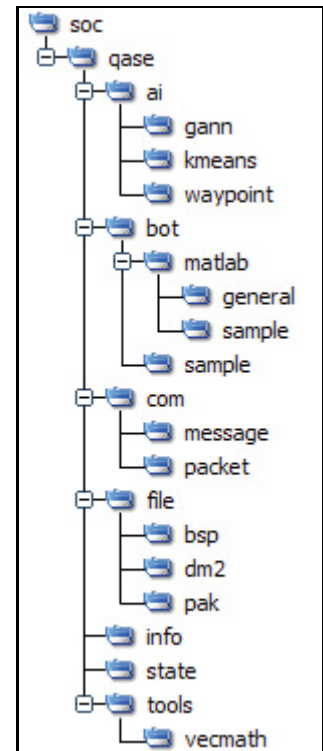 soc
qase
ai
gann
kmeans
waypoint
bot
matlab
general
sample
sample
com
message
packet
file
bsp
dm2
pak
info
state
tools
vecmath